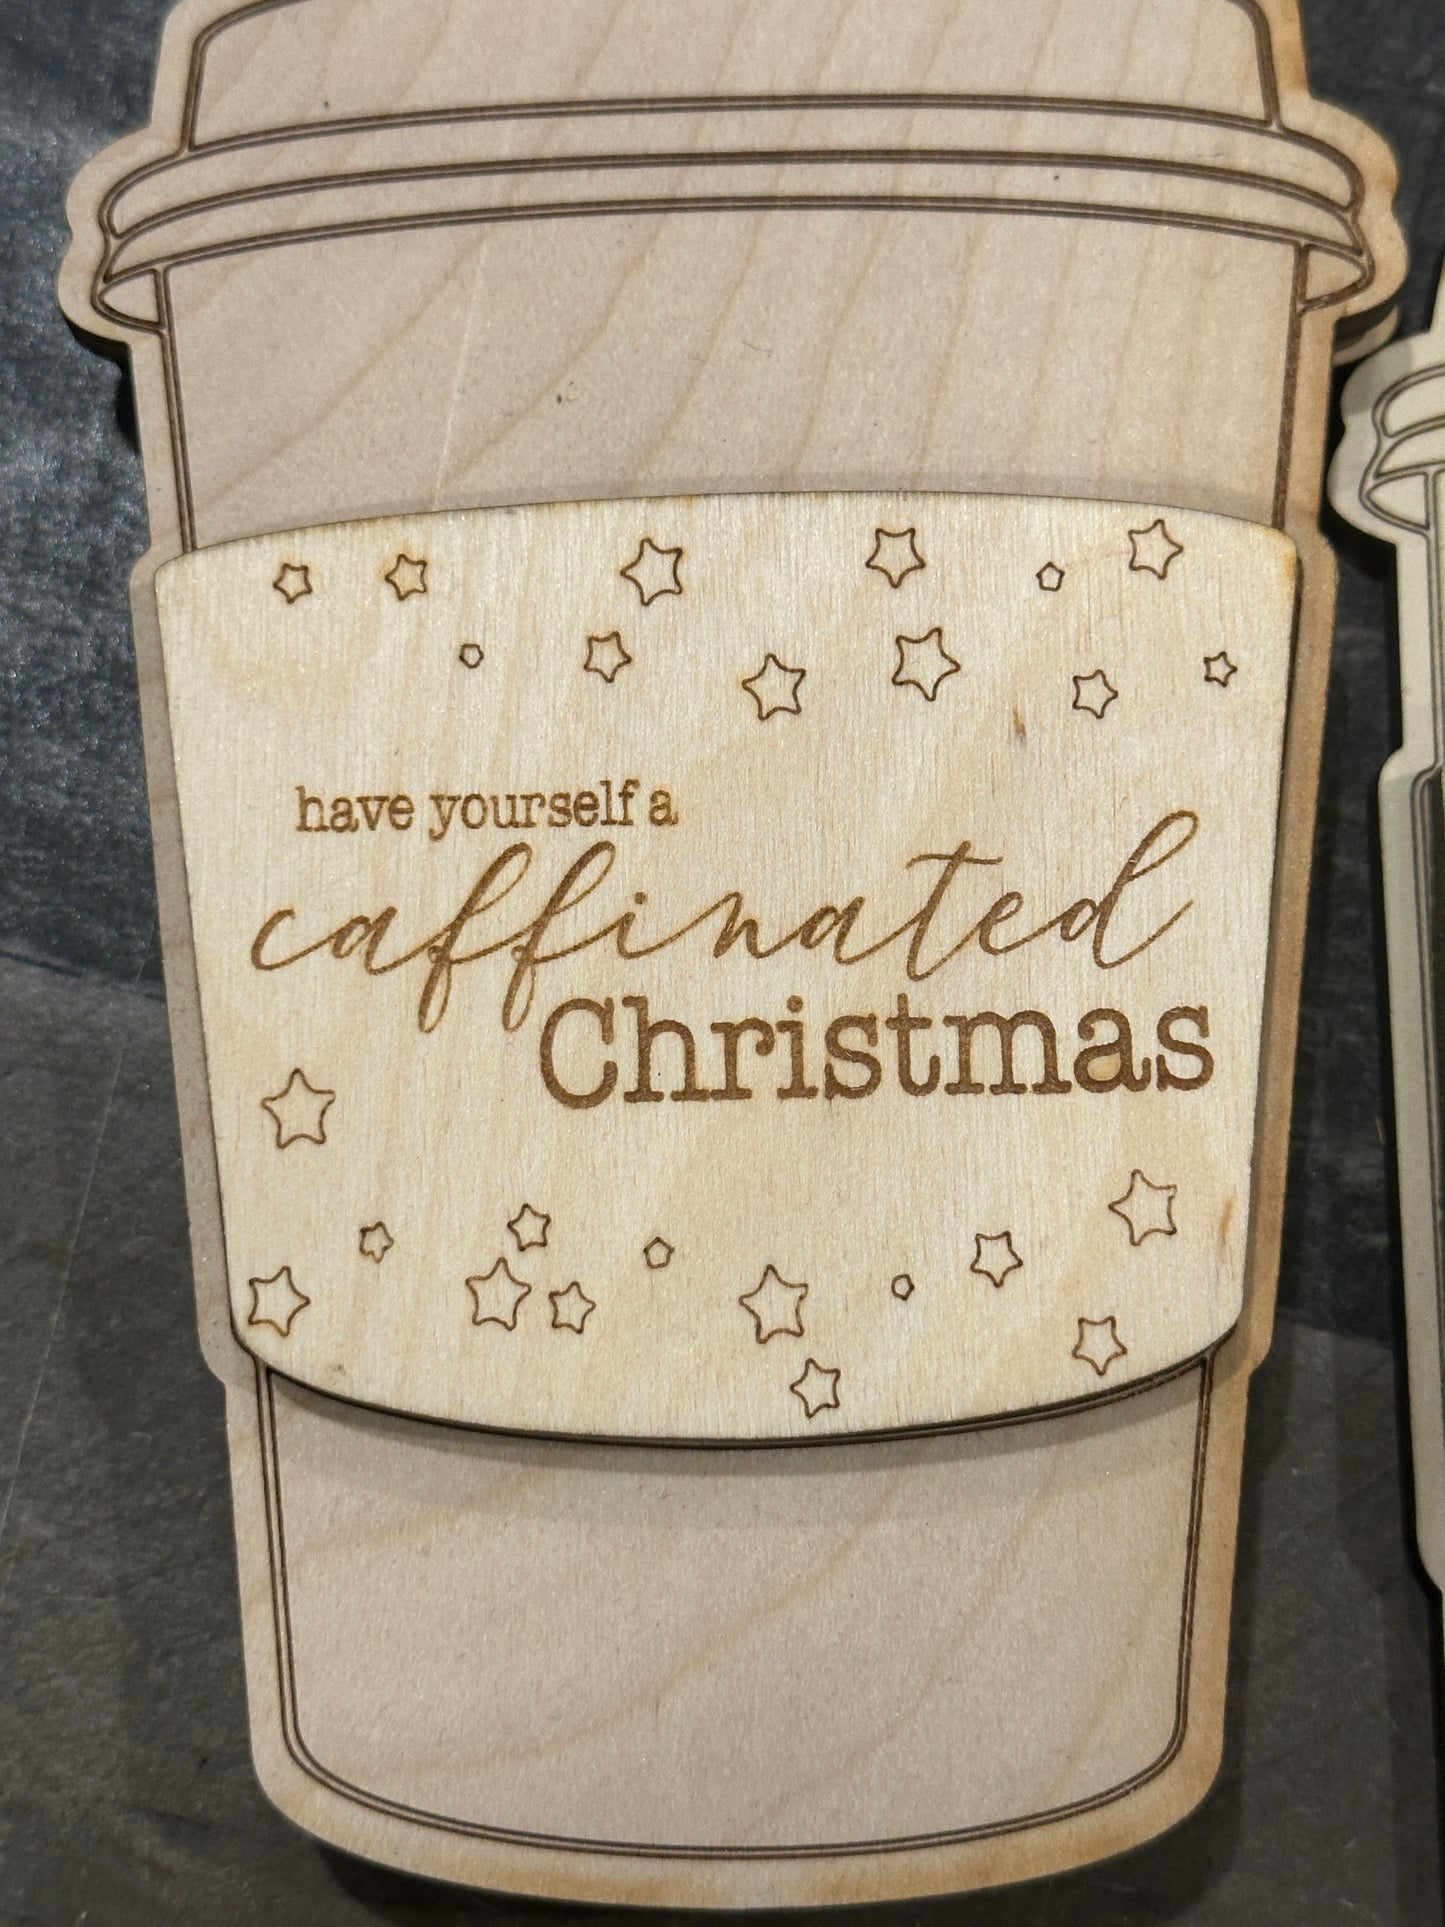 have yourself a
caffinated
Christmas